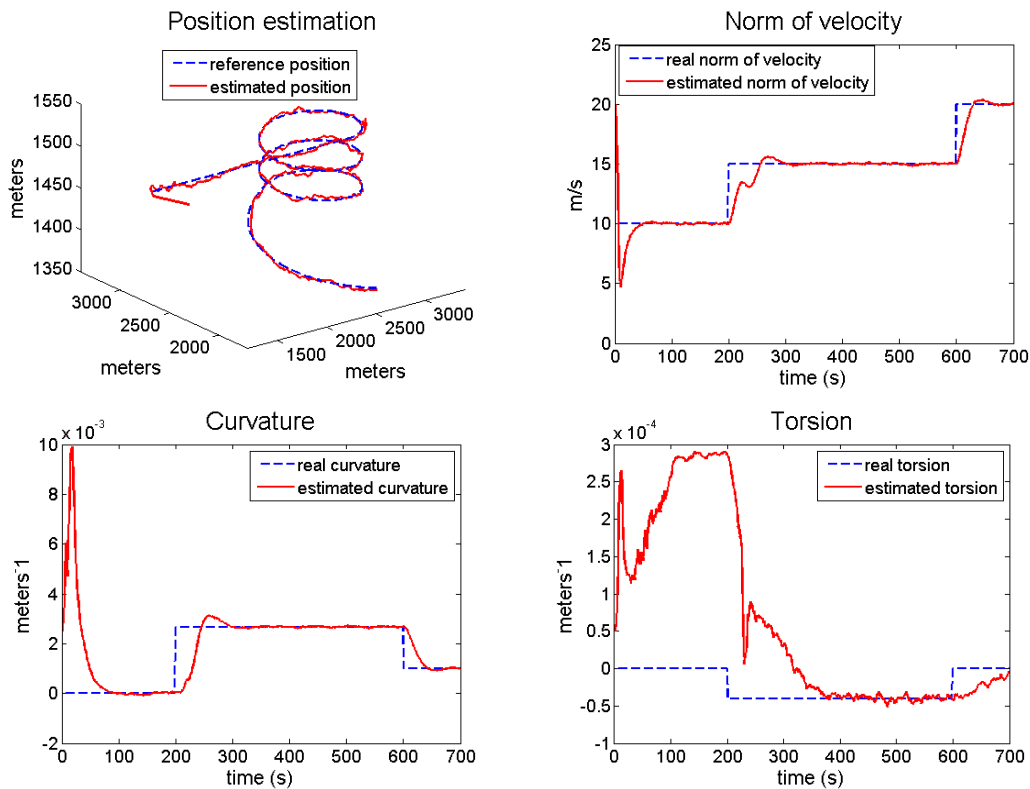 Position estimation
reference position
estimated position
1550
1500
1450
1400
1350
meters
3000
2500
2000
meters
1500
2000
2500
3000
meters
Norm of velocity
real norm of velocity
estimated norm of velocity
25
20
15
10
5
0
m/s
0 100 200 300 400 500 600 700
time (s)
Curvature
x 10-3
real curvature
estimated curvature
10
8
6
4
2
0
-2
meters-1
0 100 200 300 400 500 600 700
time (s)
Torsion
x 10-4
real torsion
estimated torsion
3
2.5
2
1.5
1
0.5
0
-0.5
-1
meters-1
0 100 200 300 400 500 600 700
time (s)